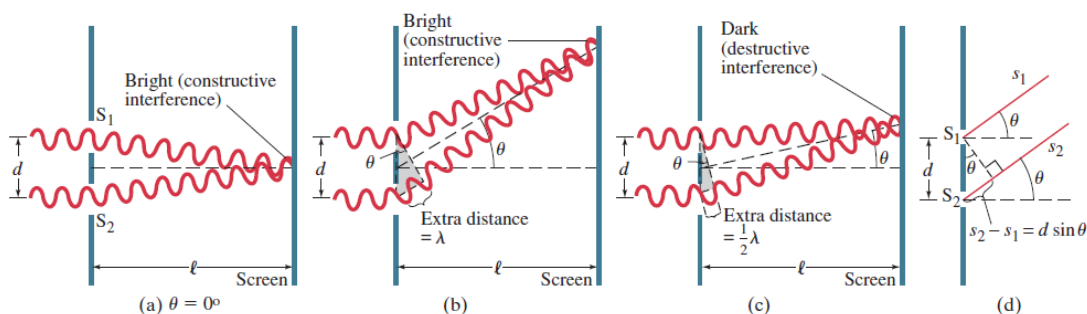 Bright (constructive
interference)
S1
d
S2
ℓ
Screen
(a) θ = 0°
Bright
(constructive
interference)
θ
d
θ
Extra distance
= λ
ℓ
Screen
(b)
Dark
(destructive
interference)
θ
d
θ
Extra distance
= 1/2 λ
ℓ
Screen
(c)
s1
S1
θ
s2
d
θ
θ
S2
s2 − s1 = d sin θ
(d)